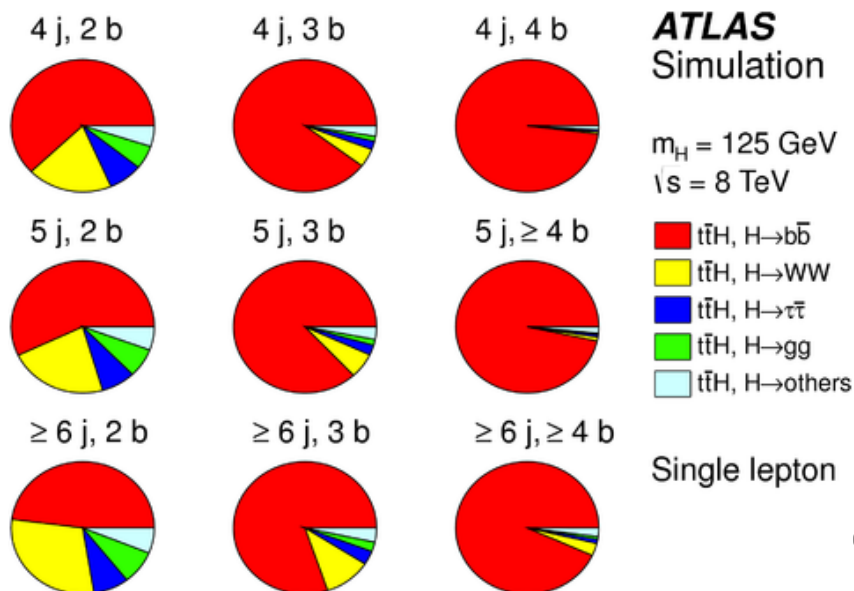 4 j, 2 b 4 j, 3 b 4 j, 4 b
ATLAS
Simulation
m_H = 125 GeV
√s = 8 TeV
5 j, 2 b 5 j, 3 b 5 j, ≥ 4 b
tt̄H, H→bb̄
tt̄H, H→WW
tt̄H, H→ττ̄
tt̄H, H→gg
tt̄H, H→others
≥ 6 j, 2 b ≥ 6 j, 3 b ≥ 6 j, ≥ 4 b
Single lepton